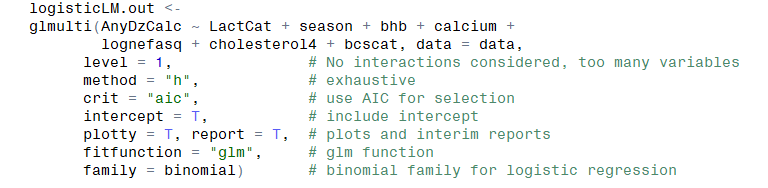 logisticLM.out <-
glmulti(AnyDzCalc ~ LactCat + season + bhb + calcium +
lognefasq + cholesterol4 + bcscat, data = data,
level = 1, # No interactions considered, too many variables
method = "h", # exhaustive
crit = "aic", # use AIC for selection
intercept = T, # include intercept
plotty = T, report = T, # plots and interim reports
fitfunction = "glm", # glm function
family = binomial) # binomial family for logistic regression